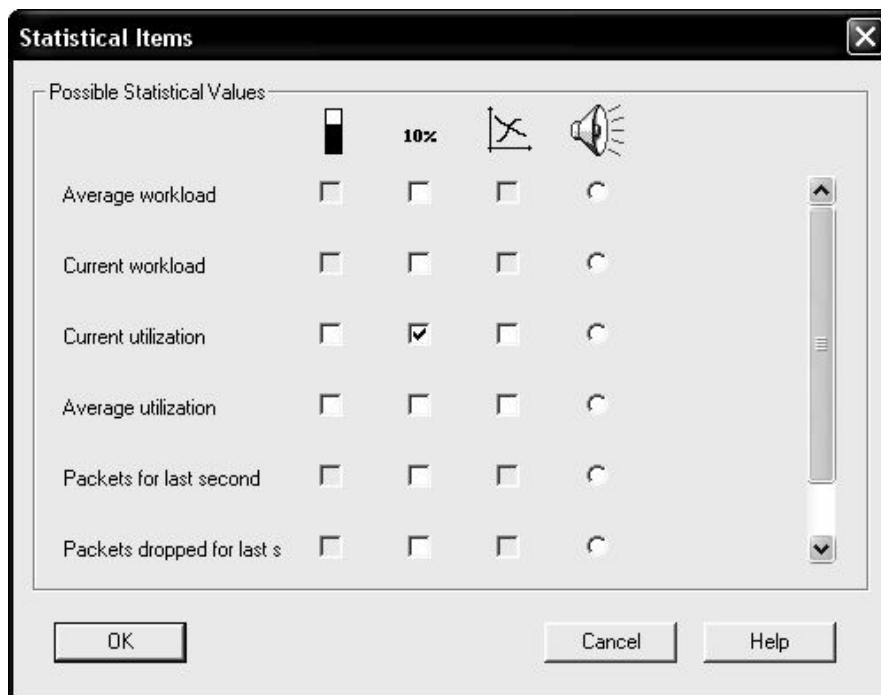 Statistical Items
Possible Statistical Values
10%
Average workload
Current workload
Current utilization
Average utilization
Packets for last second
Packets dropped for last s
OK
Cancel
Help